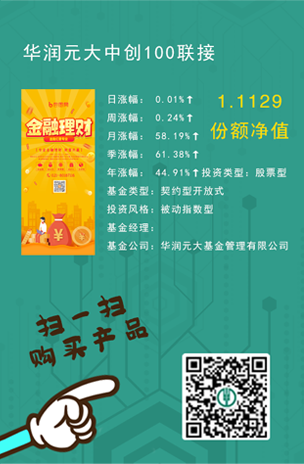 华润元大中创100联接
金融理财
日涨幅: 0.01%↑
周涨幅: 0.24%↑
月涨幅: 58.19%↑
季涨幅: 61.38%↑
年涨幅: 44.91%↑投资类型: 股票型
基金类型: 契约型开放式
投资风格: 被动指数型
基金经理:
基金公司: 华润元大基金管理有限公司
1.1129
份额净值
扫一扫
购买产品